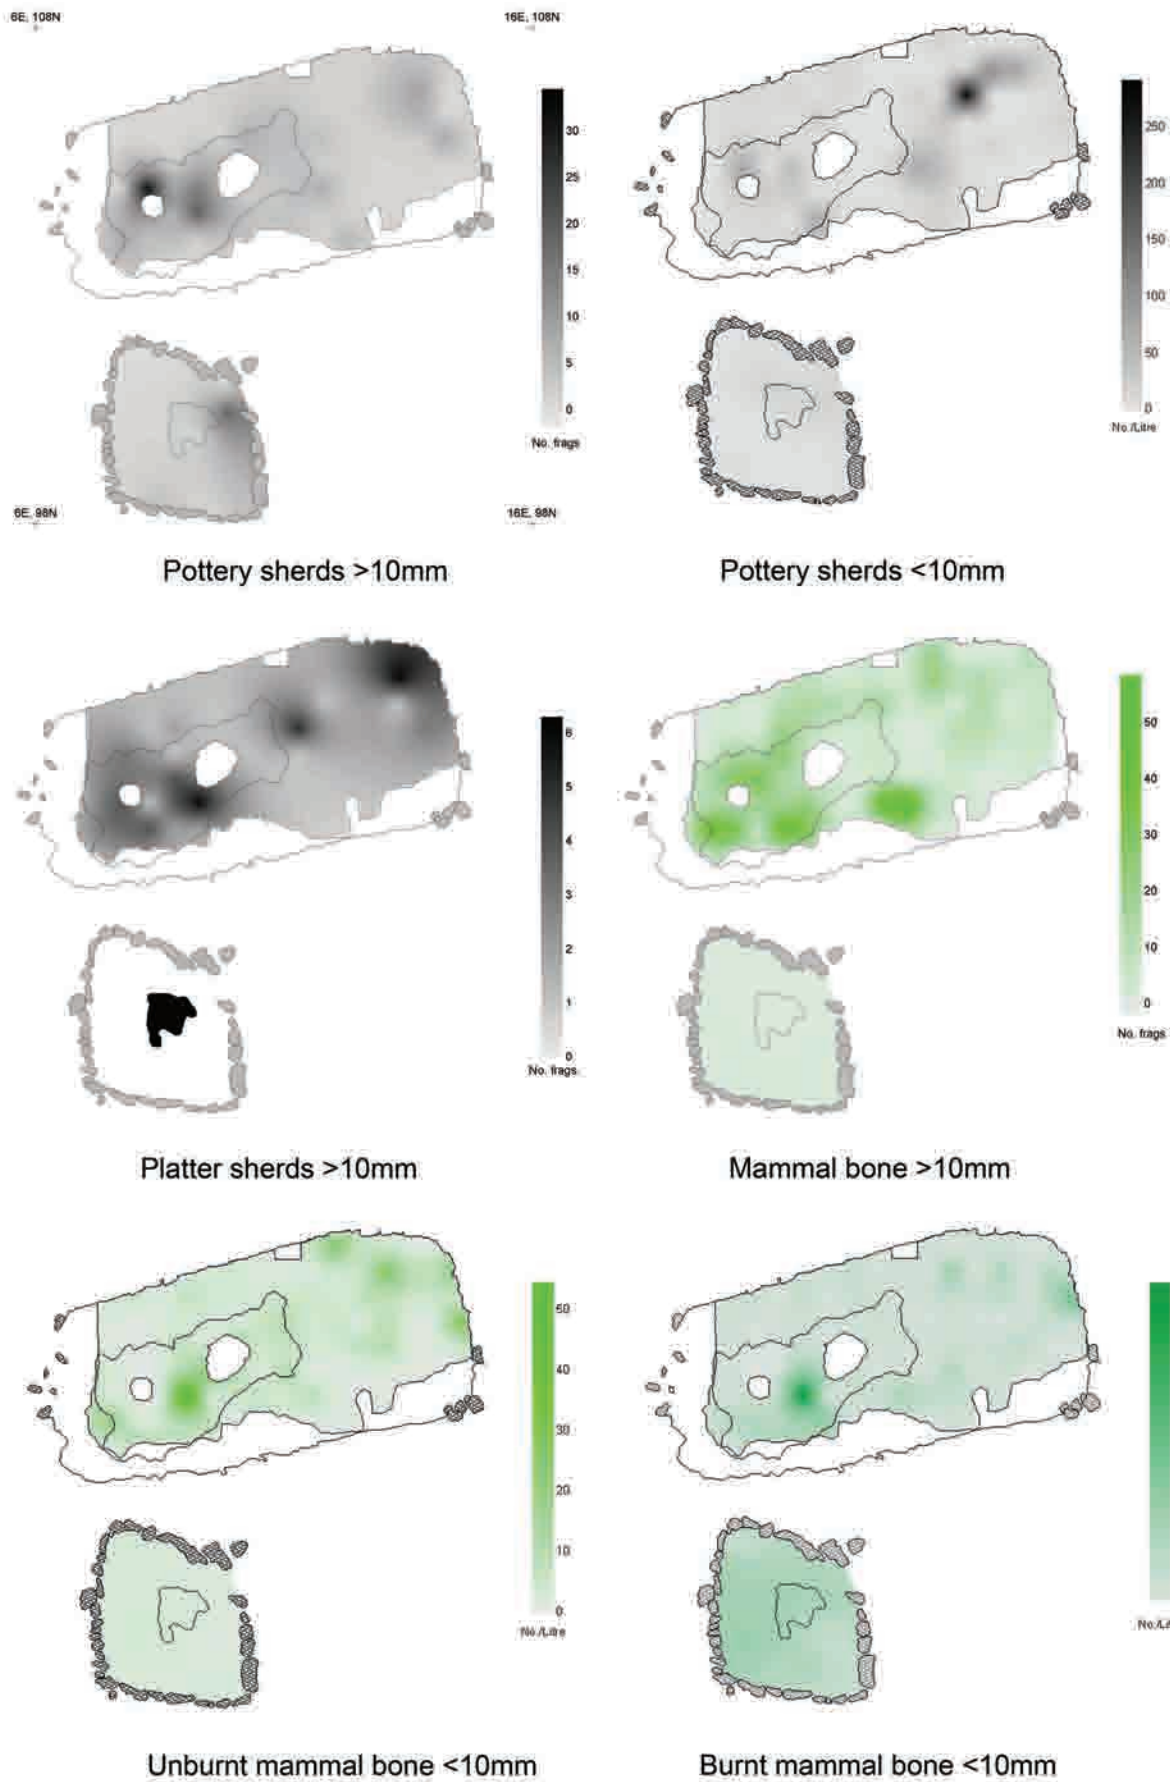 6E, 108N
16E, 108N
30
25
20
15
10
5
0
No. frags
250
200
150
100
50
0
No./Litre
6E, 98N
16E, 98N
Pottery sherds >10mm
Pottery sherds <10mm
6
5
4
3
2
1
0
No. frags
50
40
30
20
10
0
No. frags
Platter sherds >10mm
Mammal bone >10mm
50
40
30
20
10
0
No./Litre
No./Li
Unburnt mammal bone <10mm
Burnt mammal bone <10mm